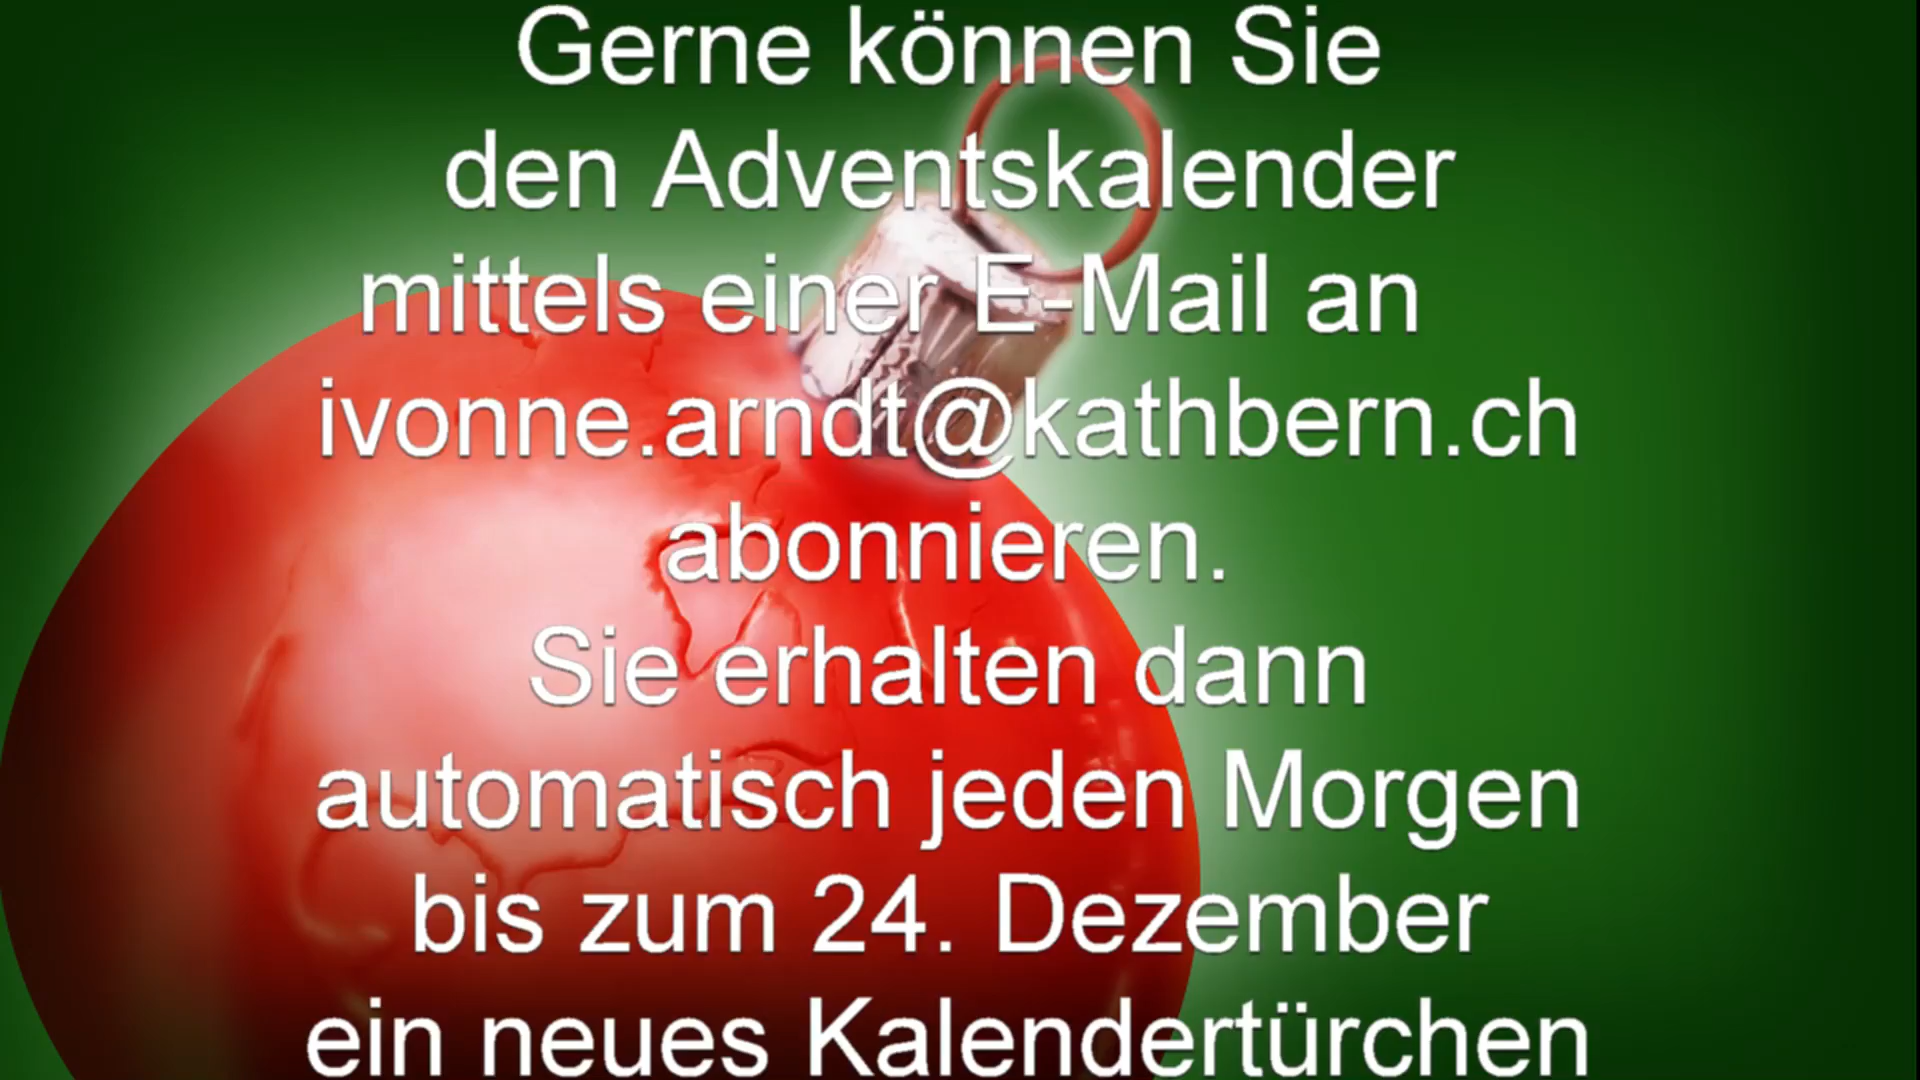 Gerne können Sie
den Adventskalender
mittels einer E-Mail an
ivonne.arndt@kathbern.ch
abonnieren.
Sie erhalten dann
automatisch jeden Morgen
bis zum 24. Dezember
ein neues Kalendertürchen